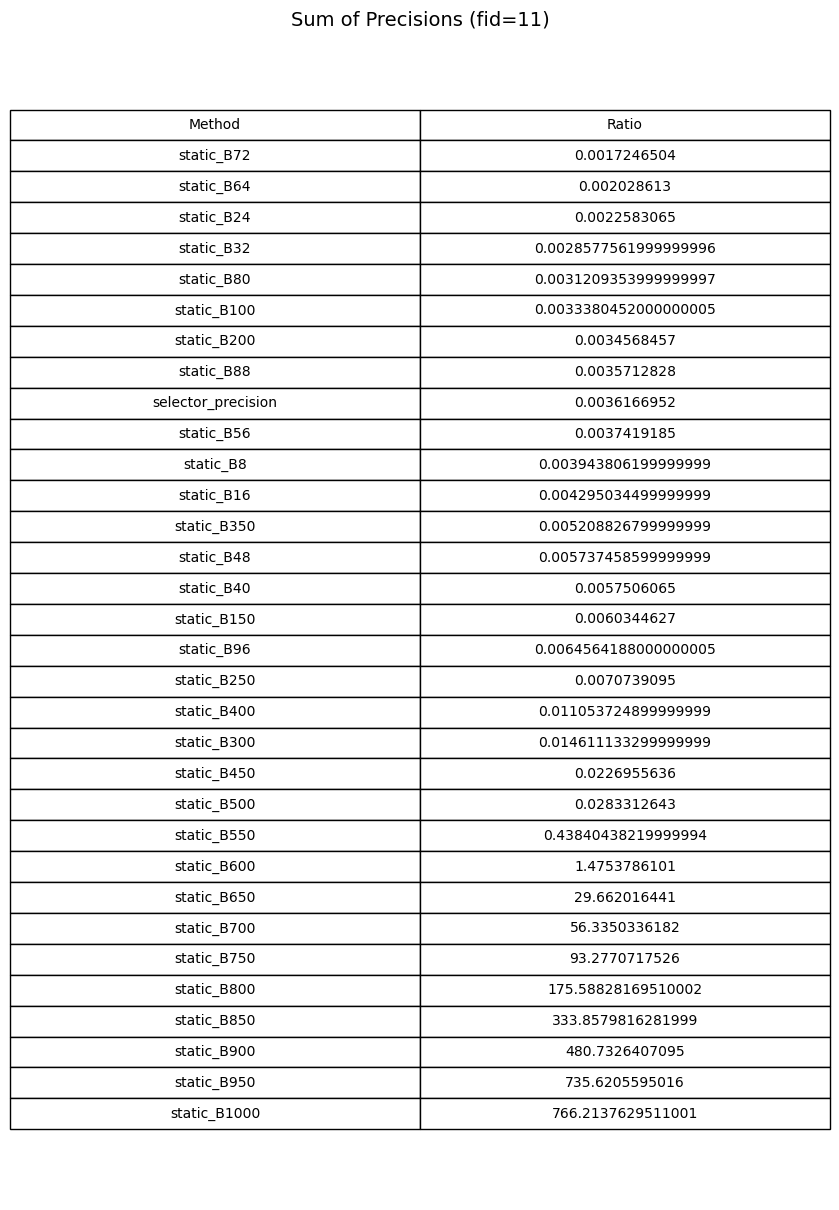 Sum of Precisions (fid=11)
Method Ratio
static_B72 0.0017246504
static_B64 0.002028613
static_B24 0.0022583065
static_B32 0.0028577561999999996
static_B80 0.0031209353999999997
static_B100 0.0033380452000000005
static_B200 0.0034568457
static_B88 0.0035712828
selector_precision 0.0036166952
static_B56 0.0037419185
static_B8 0.003943806199999999
static_B16 0.004295034499999999
static_B350 0.005208826799999999
static_B48 0.005737458599999999
static_B40 0.0057506065
static_B150 0.0060344627
static_B96 0.0064564188000000005
static_B250 0.0070739095
static_B400 0.011053724899999999
static_B300 0.014611133299999999
static_B450 0.0226955636
static_B500 0.0283312643
static_B550 0.43840438219999994
static_B600 1.4753786101
static_B650 29.662016441
static_B700 56.3350336182
static_B750 93.2770717526
static_B800 175.58828169510002
static_B850 333.8579816281999
static_B900 480.7326407095
static_B950 735.6205595016
static_B1000 766.2137629511001